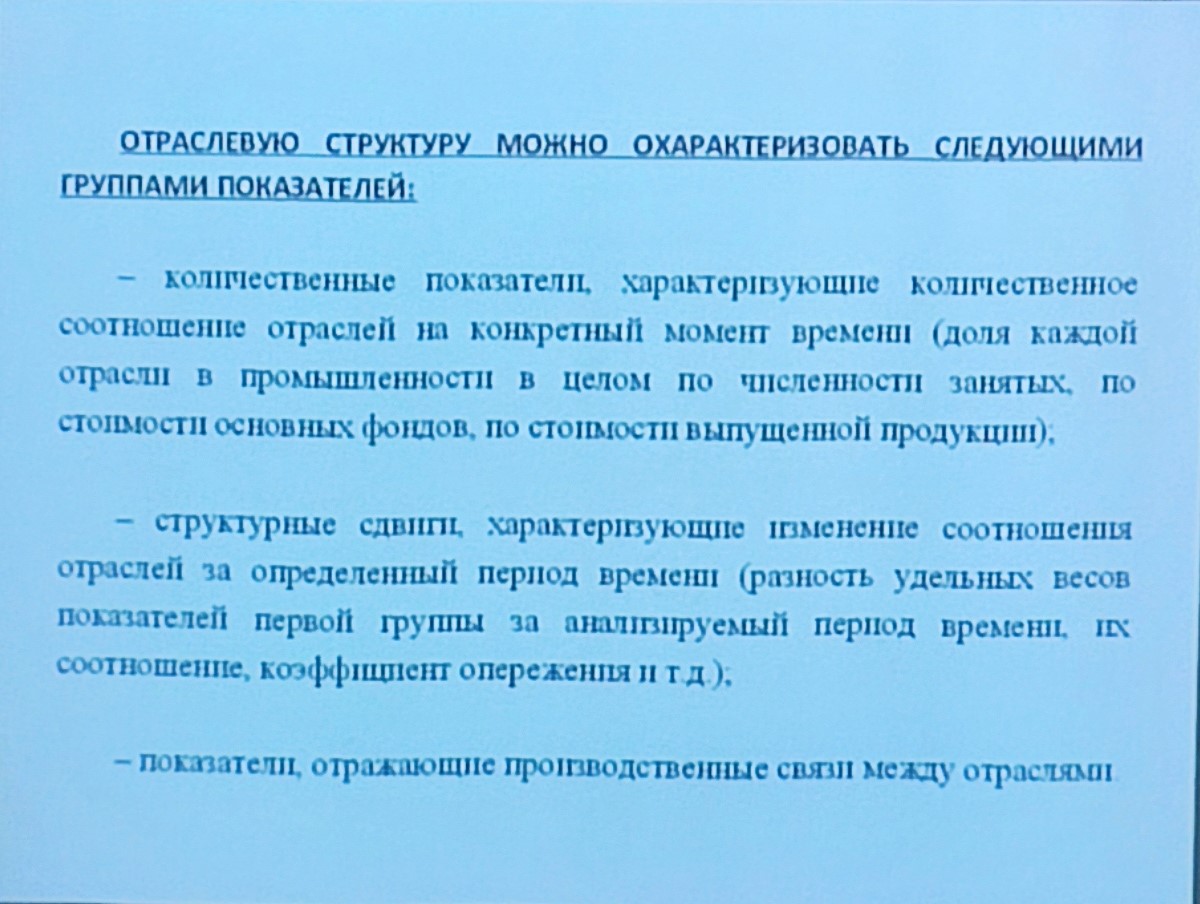 ОТРАСЛЕВУЮ СТРУКТУРУ МОЖНО ОХАРАКТЕРИЗОВАТЬ СЛЕДУЮЩИМИ
ГРУППАМИ ПОКАЗАТЕЛЕЙ:
– количественные показатели, характеризующие количественное
соотношение отраслей на конкретный момент времени (доля каждой
отрасли в промышленности в целом по численности занятых, по
стоимости основных фондов, по стоимости выпущенной продукции);
– структурные сдвиги, характеризующие изменение соотношения
отраслей за определенный период времени (разность удельных весов
показателей первой группы за анализируемый период времени, их
соотношение, коэффициент опережения и т.д.);
– показатели, отражающие производственные связи между отраслями